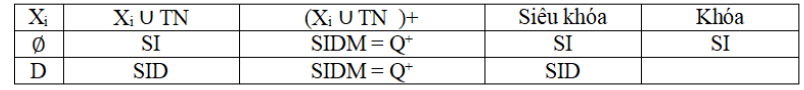 Xi Xi ∪ TN (Xi ∪ TN )+ Siêu khóa Khóa
∅ SI SIDM = Q+ SI SI
D SID SIDM = Q+ SID